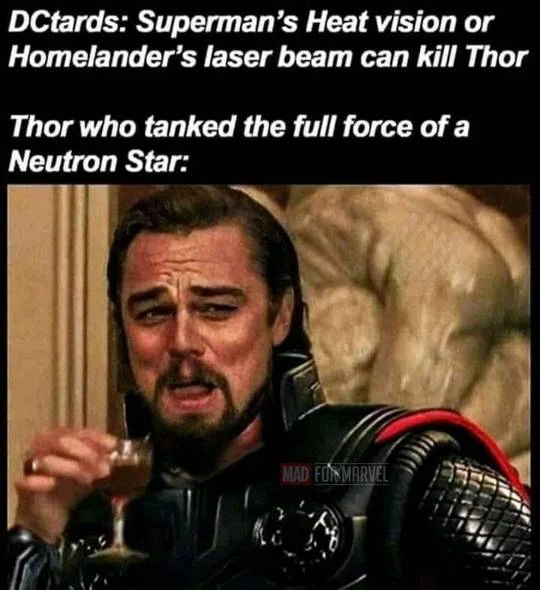 DCtards: Superman's Heat vision or
Homelander's laser beam can kill Thor
Thor who tanked the full force of a
Neutron Star:
MAD FOR MARVEL